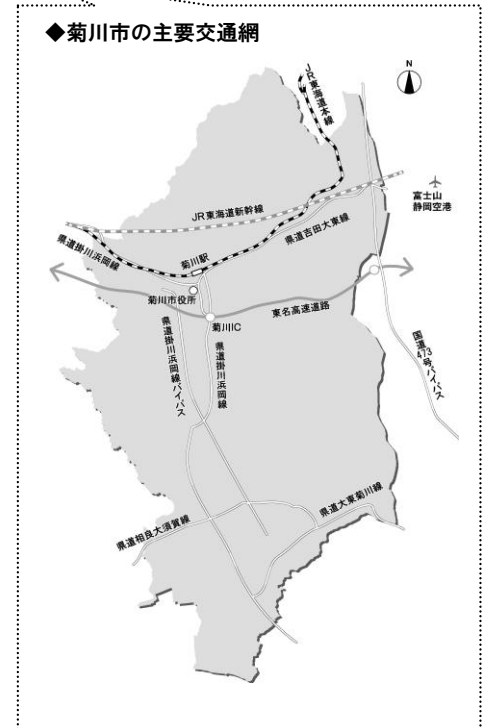 ◆菊川市の主要交通網
N
JR東海道本線
富士山
静岡空港
JR東海道新幹線
県道吉田大東線
県道掛川浜岡線
菊川駅
菊川市役所
東名高速道路
菊川IC
県道掛川浜岡線バイパス
県道掛川浜岡線
国道473号バイパス
県道大東菊川線
県道相良大須賀線